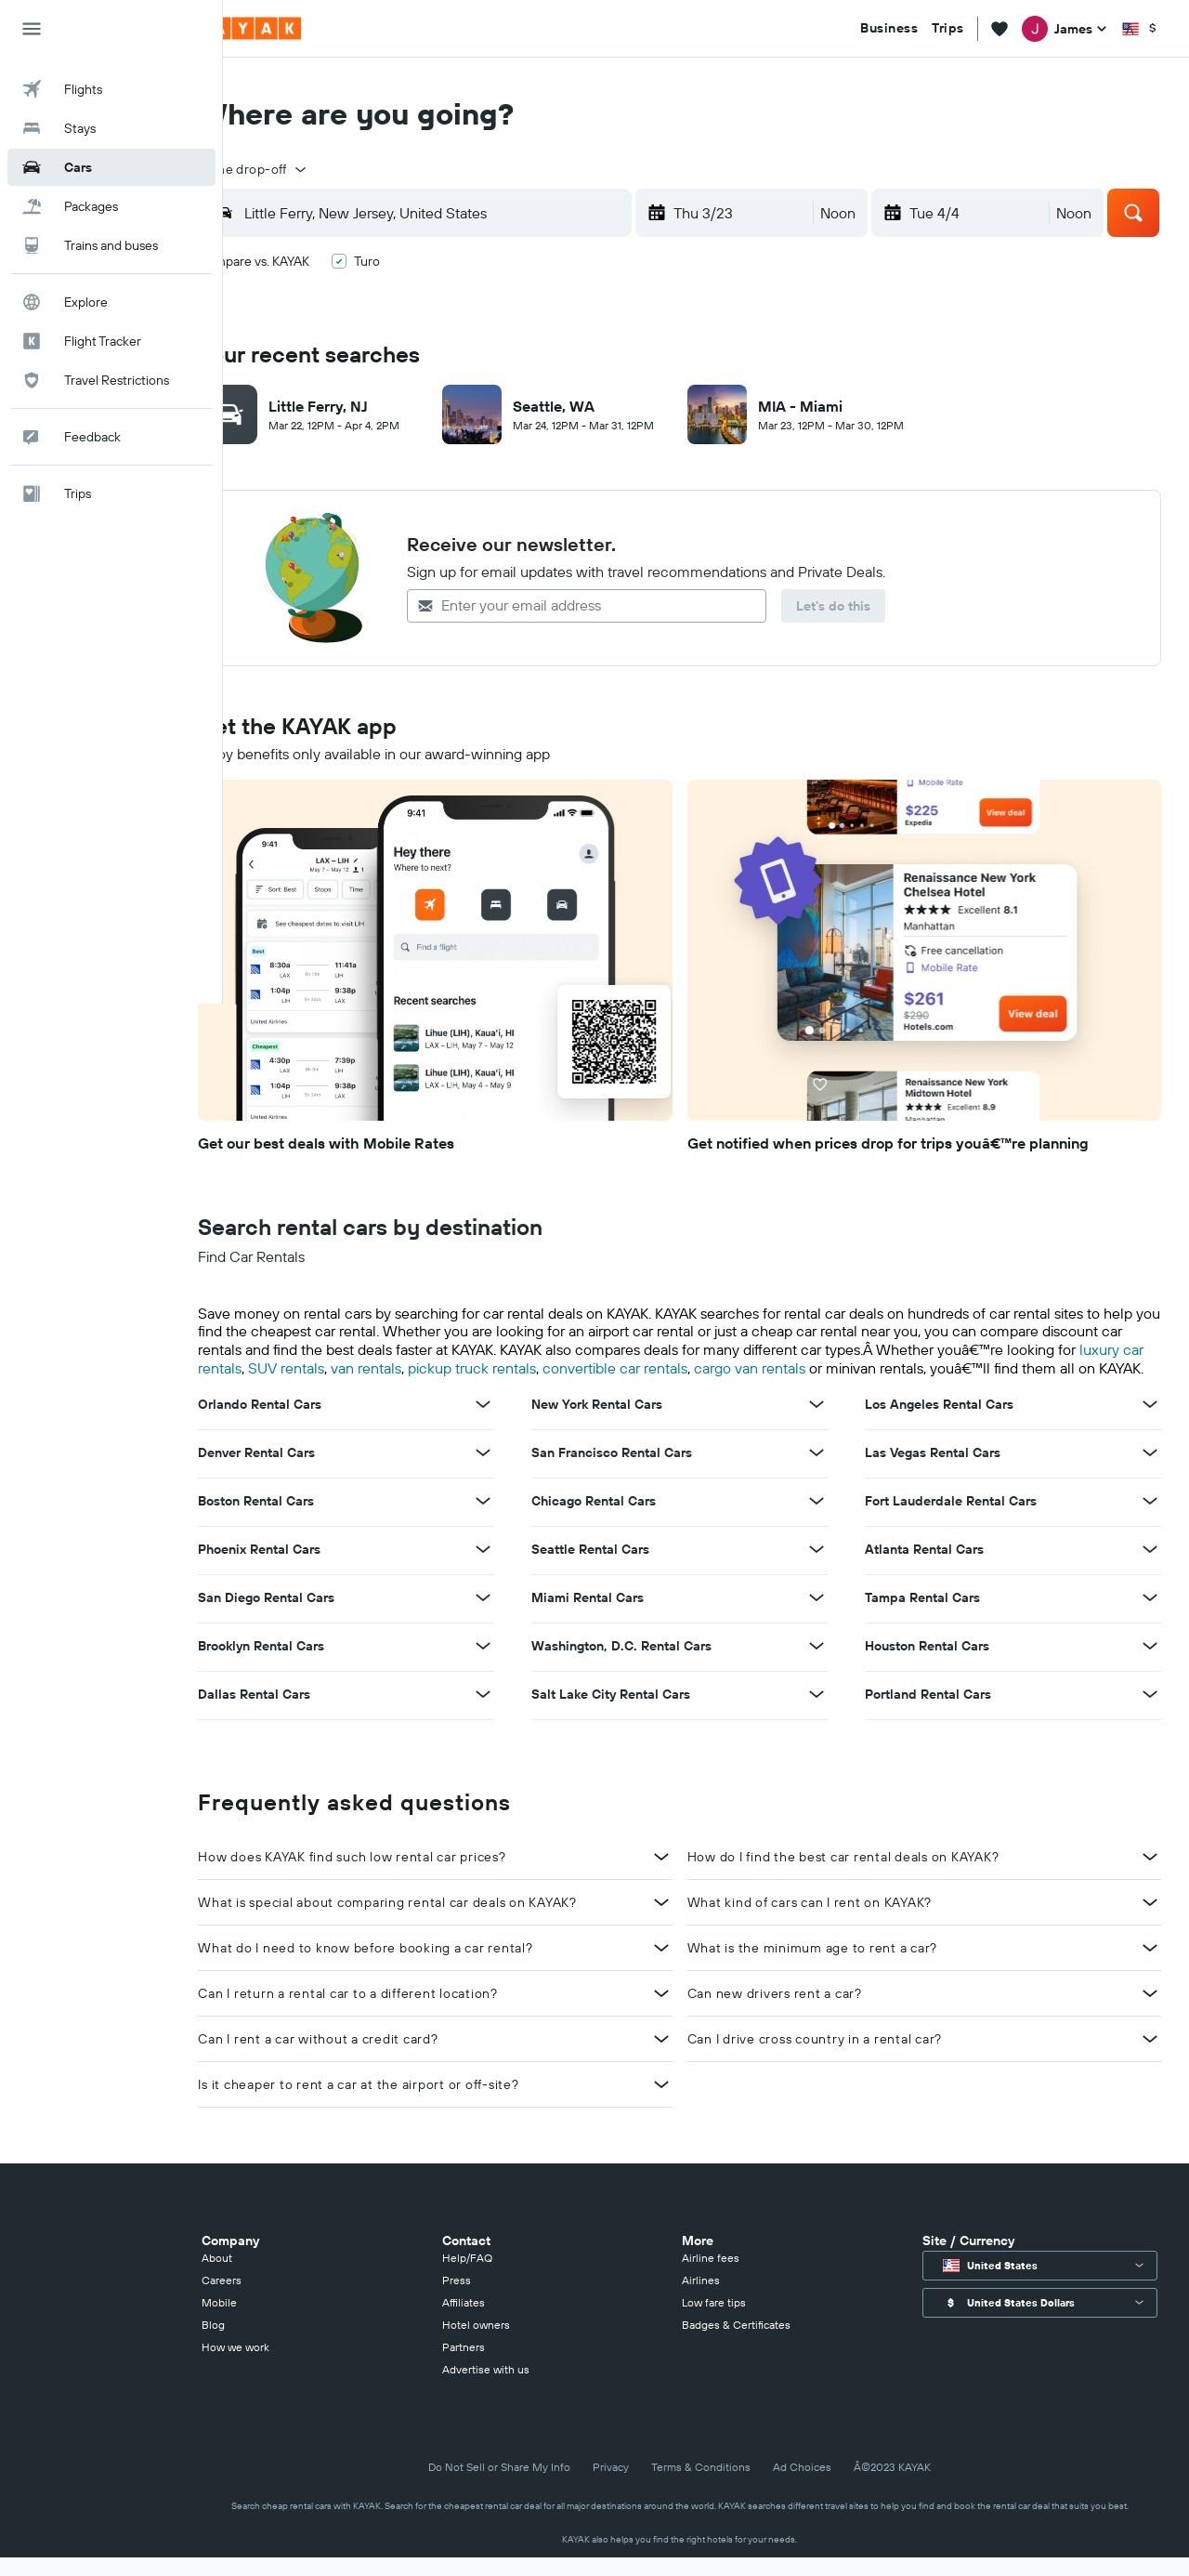 Business
Trips
J
James
$
Flights
Stays
Cars
Packages
Trains and buses
Explore
Flight Tracker
Travel Restrictions
Feedback
Trips
here are you going?
drop-off
Little Ferry, New Jersey, United States
Thu 3/23
Noon
Tue 4/4
Noon
vs. KAYAK
Turo
recent searches
Little Ferry, NJ
Mar 22, 12PM - Apr 4, 2PM
Seattle, WA
Mar 24, 12PM - Mar 31, 12PM
MIA - Miami
Mar 23, 12PM - Mar 30, 12PM
Receive our newsletter.
Sign up for email updates with travel recommendations and Private Deals.
Enter your email address
Let's do this
the KAYAK app
benefits only available in our award-winning app
9:41
LAX – LIH
May 7 – May 12
1
Sort: Best
Stops
Time
See cheapest dates to visit LIH
Best
8:30a
11:41a
LAX
1:04p
9:38p
LIH
LAX
United Airlines
Cheapest
4:30p
7:39p
LAX
LIH
1:04p
9:38p
LIH
LAX
United Airlines
9:41
Hey there
Where to next?
Find a flight
Recent searches
Lihue (LIH), Kaua'i, HI
LAX – LIH, May 7 - May 12
Lihue (LIH), Kaua'i, HI
LAX – LIH, May 4 - May 9
Mobile Rate
$225
Expedia
View deal
Renaissance New York
Chelsea Hotel
★★★★ Excellent 8.1
Manhattan
Free cancellation
Mobile Rate
$261
$290
Hotels.com
View deal
Renaissance New York
Midtown Hotel
★★★★ Excellent 8.9
Manhattan
Get our best deals with Mobile Rates
Get notified when prices drop for trips youâ€™re planning
Search rental cars by destination
Find Car Rentals
Save money on rental cars by searching for car rental deals on KAYAK. KAYAK searches for rental car deals on hundreds of car rental sites to help you
find the cheapest car rental. Whether you are looking for an airport car rental or just a cheap car rental near you, you can compare discount car
rentals and find the best deals faster at KAYAK. KAYAK also compares deals for many different car types.Â Whether youâ€™re looking for luxury car
rentals, SUV rentals, van rentals, pickup truck rentals, convertible car rentals, cargo van rentals or minivan rentals, youâ€™ll find them all on KAYAK.
Orlando Rental Cars
New York Rental Cars
Los Angeles Rental Cars
Denver Rental Cars
San Francisco Rental Cars
Las Vegas Rental Cars
Boston Rental Cars
Chicago Rental Cars
Fort Lauderdale Rental Cars
Phoenix Rental Cars
Seattle Rental Cars
Atlanta Rental Cars
San Diego Rental Cars
Miami Rental Cars
Tampa Rental Cars
Brooklyn Rental Cars
Washington, D.C. Rental Cars
Houston Rental Cars
Dallas Rental Cars
Salt Lake City Rental Cars
Portland Rental Cars
Frequently asked questions
How does KAYAK find such low rental car prices?
How do I find the best car rental deals on KAYAK?
What is special about comparing rental car deals on KAYAK?
What kind of cars can I rent on KAYAK?
What do I need to know before booking a car rental?
What is the minimum age to rent a car?
Can I return a rental car to a different location?
Can new drivers rent a car?
Can I rent a car without a credit card?
Can I drive cross country in a rental car?
Is it cheaper to rent a car at the airport or off-site?
Company
About
Careers
Mobile
Blog
How we work
Contact
Help/FAQ
Press
Affiliates
Hotel owners
Partners
Advertise with us
More
Airline fees
Airlines
Low fare tips
Badges & Certificates
Site / Currency
United States
$ United States Dollars
Do Not Sell or Share My Info
Privacy
Terms & Conditions
Ad Choices
Â©2023 KAYAK
Search cheap rental cars with KAYAK. Search for the cheapest rental car deal for all major destinations around the world. KAYAK searches different travel sites to help you find and book the rental car deal that suits you best.
KAYAK also helps you find the right hotels for your needs.